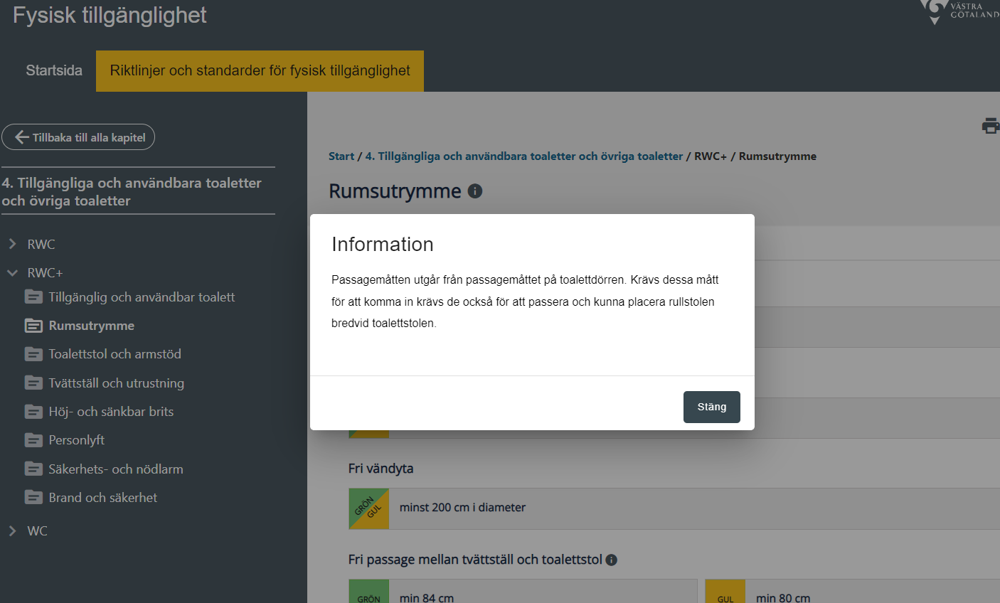 Fysisk tillgänglighet
VÄSTRA
GÖTALAND
Startsida
Riktlinjer och standarder för fysisk tillgänglighet
Tillbaka till alla kapitel
4. Tillgängliga och användbara toaletter
och övriga toaletter
RWC
RWC+
Tillgänglig och användbar toalett
Rumsutrymme
Toalettstol och armstöd
Tvättställ och utrustning
Höj- och sänkbar brits
Personlyft
Säkerhets- och nödlarm
Brand och säkerhet
WC
Start / 4. Tillgängliga och användbara toaletter och övriga toaletter / RWC+ / Rumsutrymme
Rumsutrymme
Information
Passagemåtten utgår från passagemåttet på toalettdörren. Krävs dessa mått
för att komma in krävs de också för att passera och kunna placera rullstolen
bredvid toalettstolen.
Stäng
Fri vändyta
GRÖN
GUL
minst 200 cm i diameter
Fri passage mellan tvättställ och toalettstol
GRÖN
min 84 cm
GUL
min 80 cm